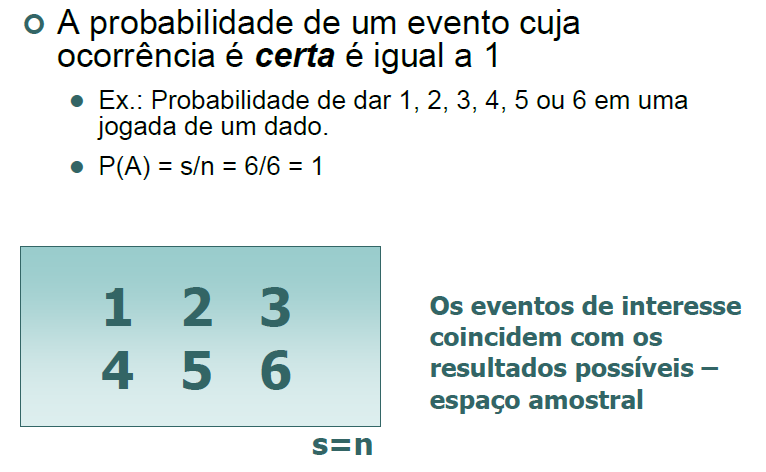 A probabilidade de um evento cuja
ocorrência é certa é igual a 1
Ex.: Probabilidade de dar 1, 2, 3, 4, 5 ou 6 em uma
jogada de um dado.
P(A) = s/n = 6/6 = 1
1 2 3
4 5 6
s=n
Os eventos de interesse
coincidem com os
resultados possíveis –
espaço amostral